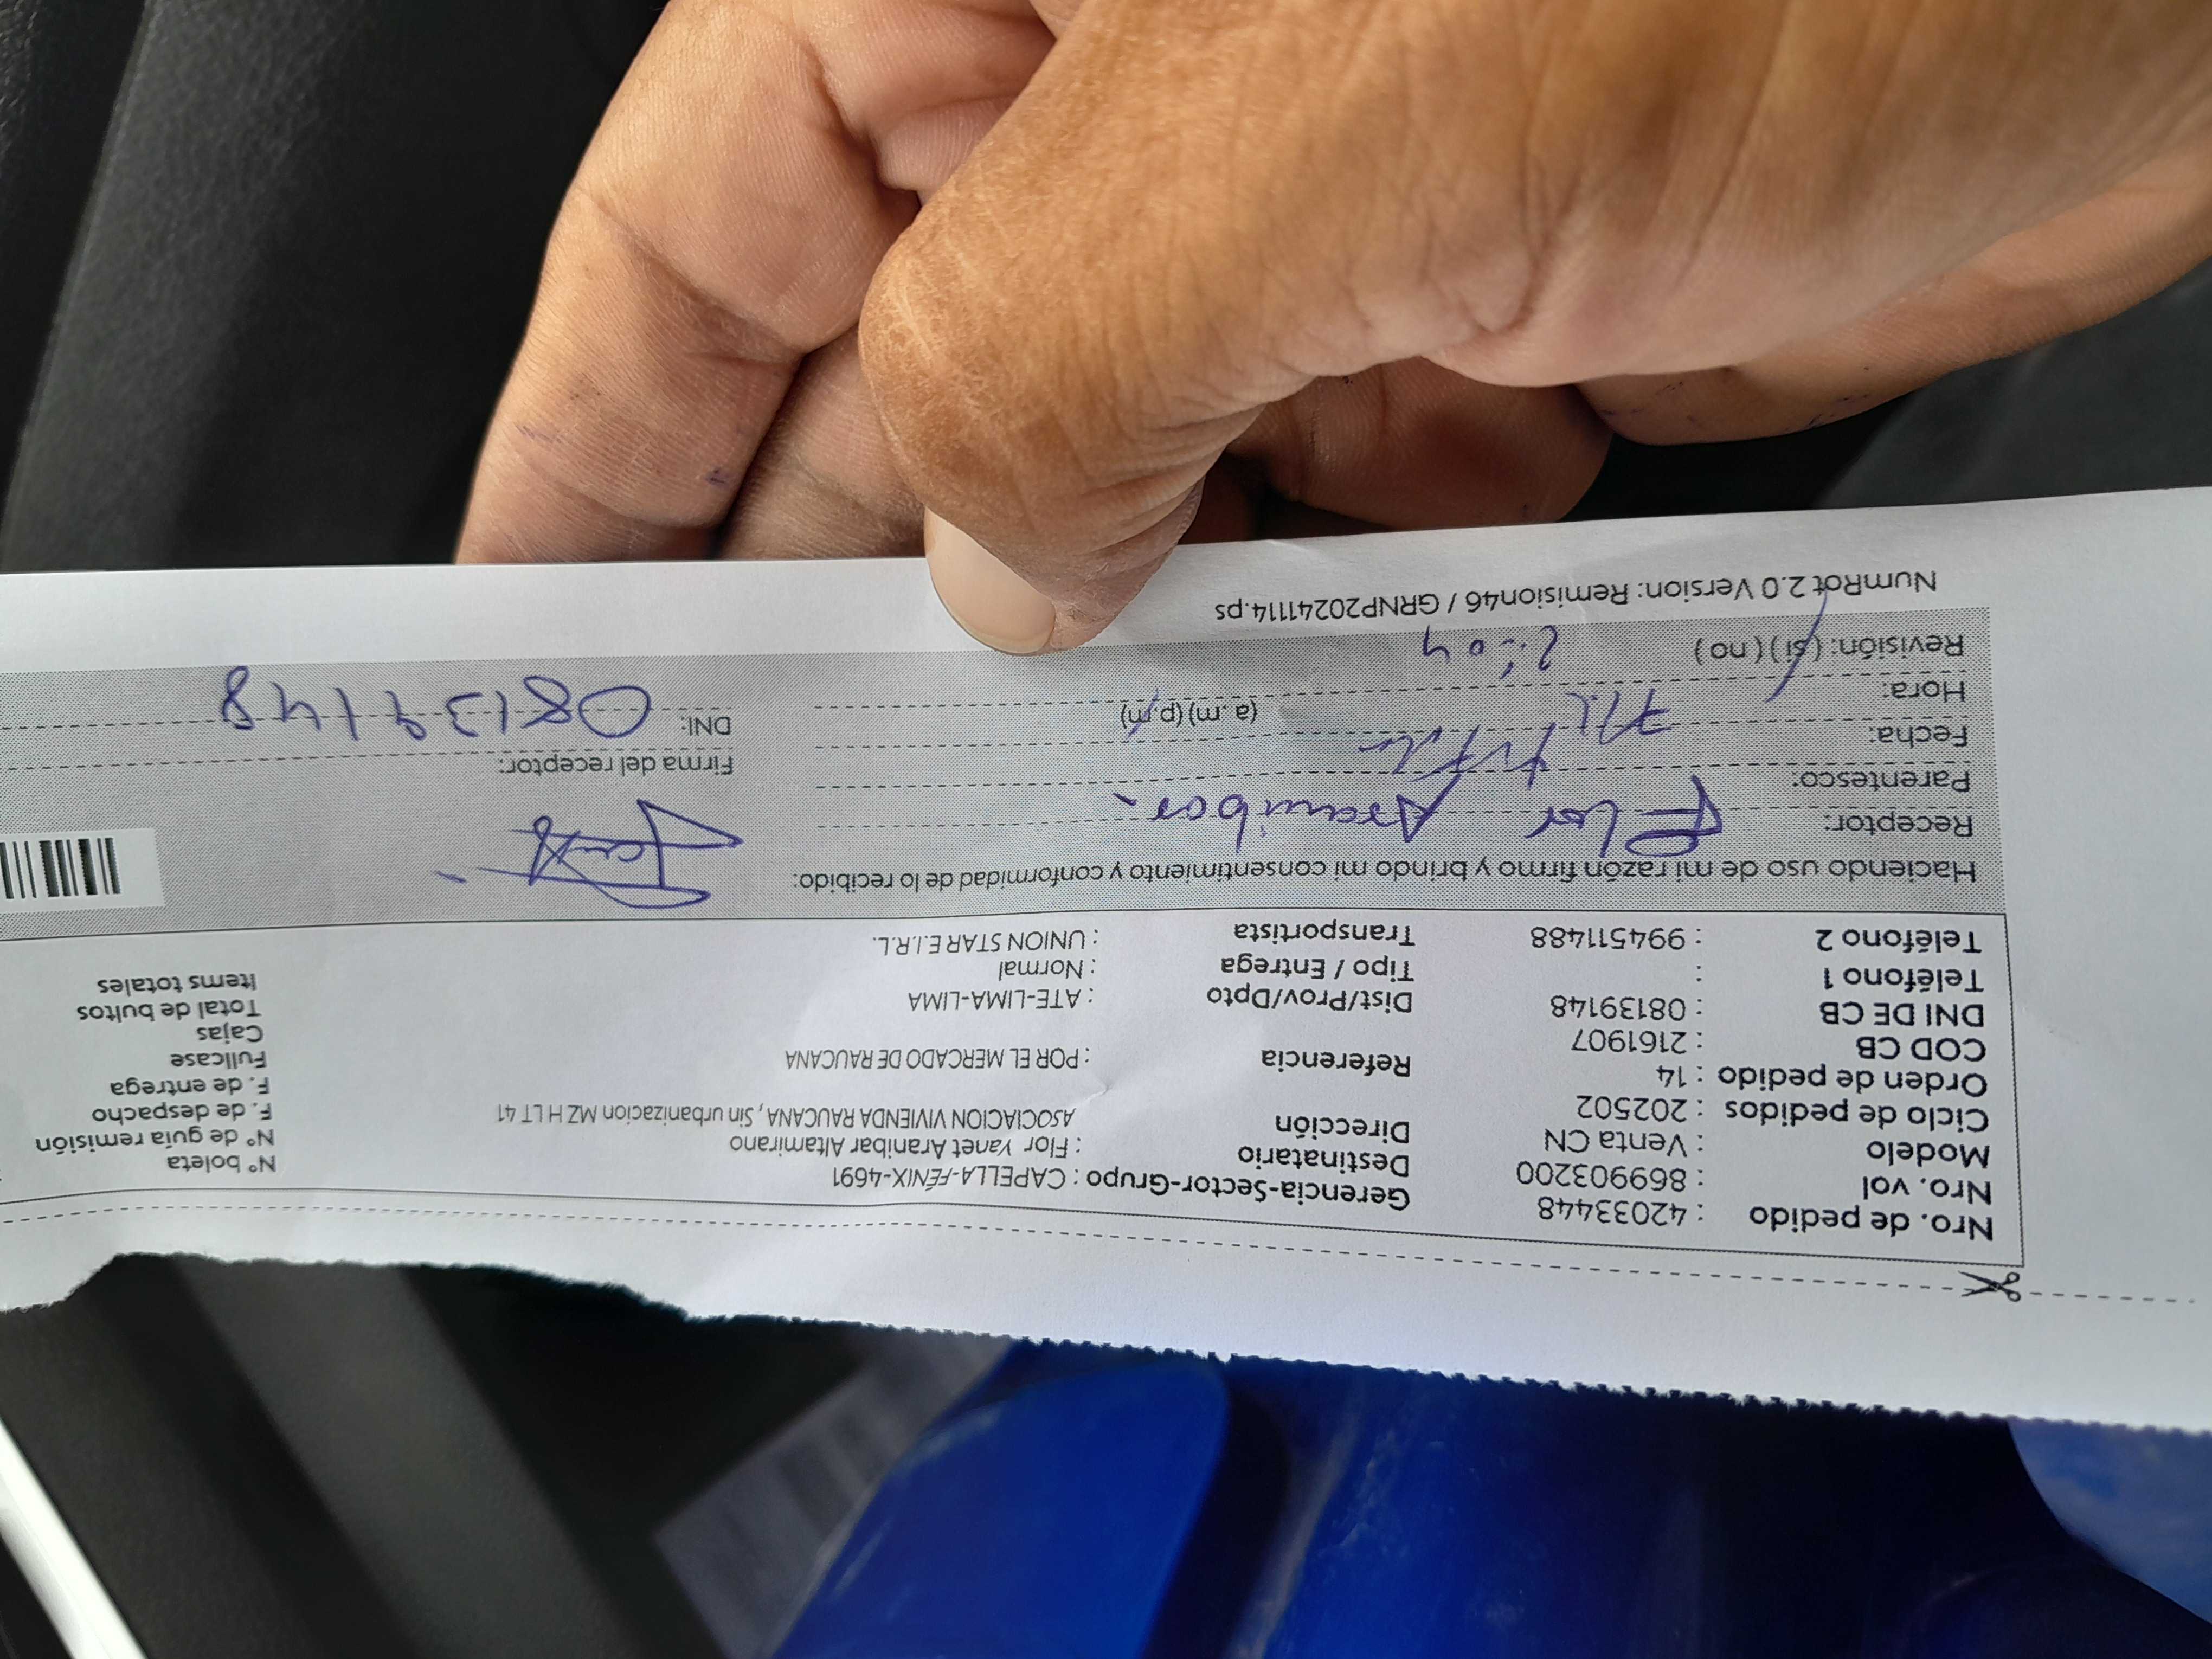 Nro. de pedido : 42033448 Gerencia-Sector-Grupo : CAPELLA-FÉNIX-4691 N° boleta
Nro. vol : 869903200 Destinatario : Flor Yanet Aranibar Altamirano N° de guía remisión
Modelo : Venta CN Dirección ASOCIACION VIVIENDA RAUCANA, Sin urbanizacion MZ H LT 41 F. de despacho
Ciclo de pedidos : 202502 F. de entrega
Orden de pedido : 14 Referencia : POR EL MERCADO DE RAUCANA Fullcase
COD CB : 2161907 Cajas
DNI DE CB : 08139148 Dist/Prov/Dpto : ATE-LIMA-LIMA Total de bultos
Teléfono 1 : Tipo / Entrega : Normal Items totales
Teléfono 2 : 994511488 Transportista : UNION STAR E.I.R.L.
Haciendo uso de mi razón firmo y brindo mi consentimiento y conformidad de lo recibido:
Receptor: Flor Aranibar.
Parentesco: Firma del receptor:
Fecha: DNI: 08139148
Hora: 2:04 (a.m) (p.m)
Revisión: (si) (no)
NumRot 2.0 Version: Remision46 / GRNP20241114.ps